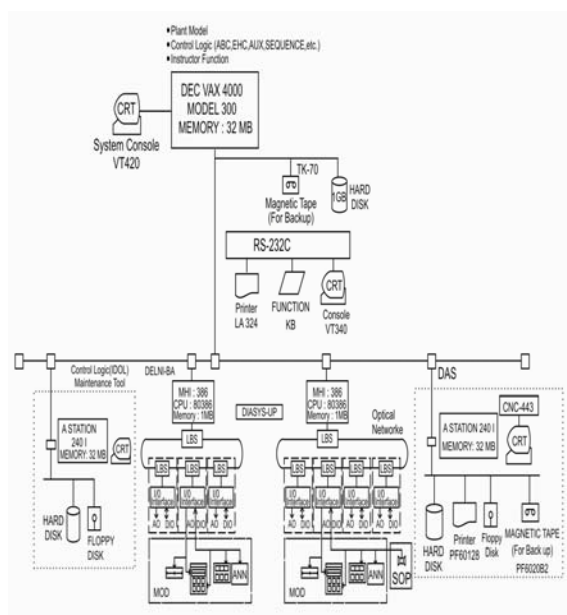 •Plant Model
•Control Logic (ABC,EHC,AUX,SEQUENCE,etc.)
•Instructor Function
DEC VAX 4000
MODEL 300
MEMORY : 32 MB
CRT
System Console
VT420
TK-70
Magnetic Tape
(For Backup)
1GB
HARD
DISK
RS-232C
Printer
LA 324
FUNCTION
KB
CRT
Console
VT340
Control Logic(IDOL)
Maintenance Tool
DELNI-BA
DAS
A STATION
240 I
MEMORY: 32 MB
CRT
HARD
DISK
FLOPPY
DISK
MHI : 386
CPU : 80386
Memory : 1MB
DIASYS-UP
MHI : 386
CPU : 80386
Memory : 1MB
Optical
Networke
LBS
LBS
LBS
LBS
LBS
LBS
LBS
LBS
LBS
I/O
Interface
I/O
Interface
I/O
Interface
I/O
Interface
I/O
Interface
I/O
Interface
I/O
Interface
AO
DIO
AO
DIO
AO
DIO
AO
DIO
AO
DIO
AO
DIO
AO
DIO
ANN
MOD
ANN
SOP
MOD
CNC-443
A STATION 240 I
MEMORY: 32 MB
CRT
HARD
DISK
Printer
PF60128
Floppy
Disk
MAGNETIC TAPE
(For Back up)
PF6020B2